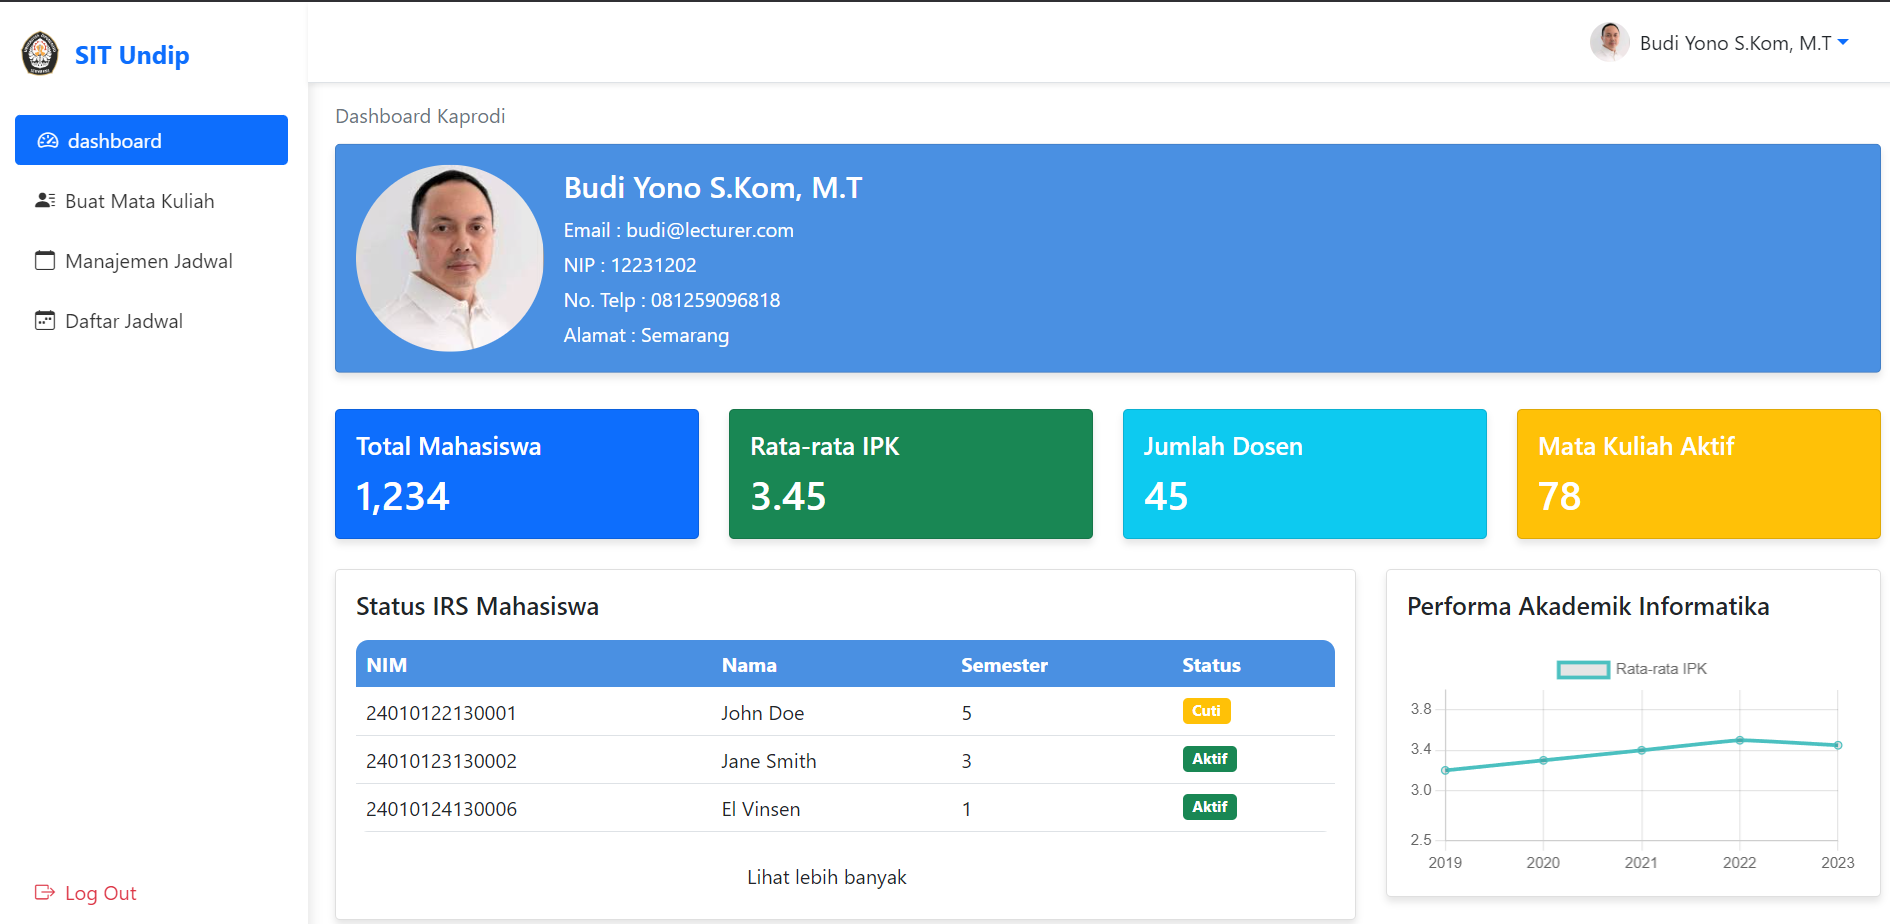 SIT Undip
Budi Yono S.Kom, M.T
dashboard
Buat Mata Kuliah
Manajemen Jadwal
Daftar Jadwal
Log Out
Dashboard Kaprodi
Budi Yono S.Kom, M.T
Email : budi@lecturer.com
NIP : 12231202
No. Telp : 081259096818
Alamat : Semarang
Total Mahasiswa
1,234
Rata-rata IPK
3.45
Jumlah Dosen
45
Mata Kuliah Aktif
78
Status IRS Mahasiswa
NIM Nama Semester Status
24010122130001 John Doe 5 Cuti
24010123130002 Jane Smith 3 Aktif
24010124130006 El Vinsen 1 Aktif
Lihat lebih banyak
Performa Akademik Informatika
Rata-rata IPK
3.8
3.4
3.0
2.5
2019 2020 2021 2022 2023